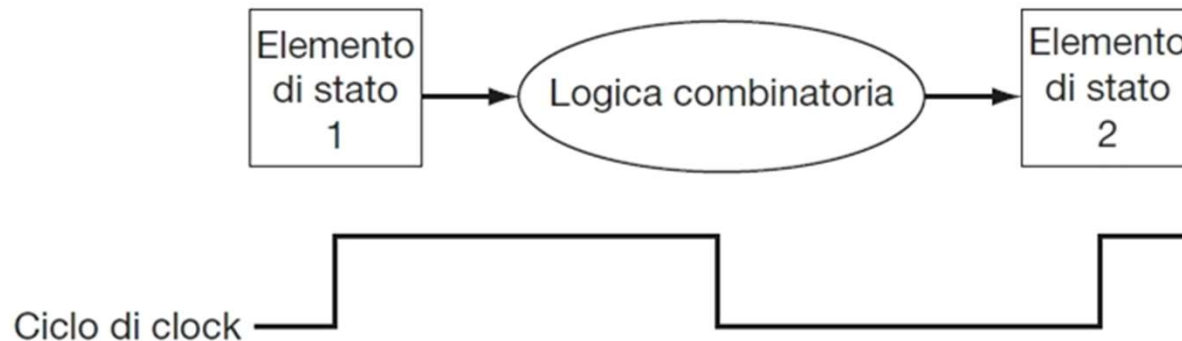 Elemento
di stato
1
Logica combinatoria
Elemento
di stato
2
Ciclo di clock